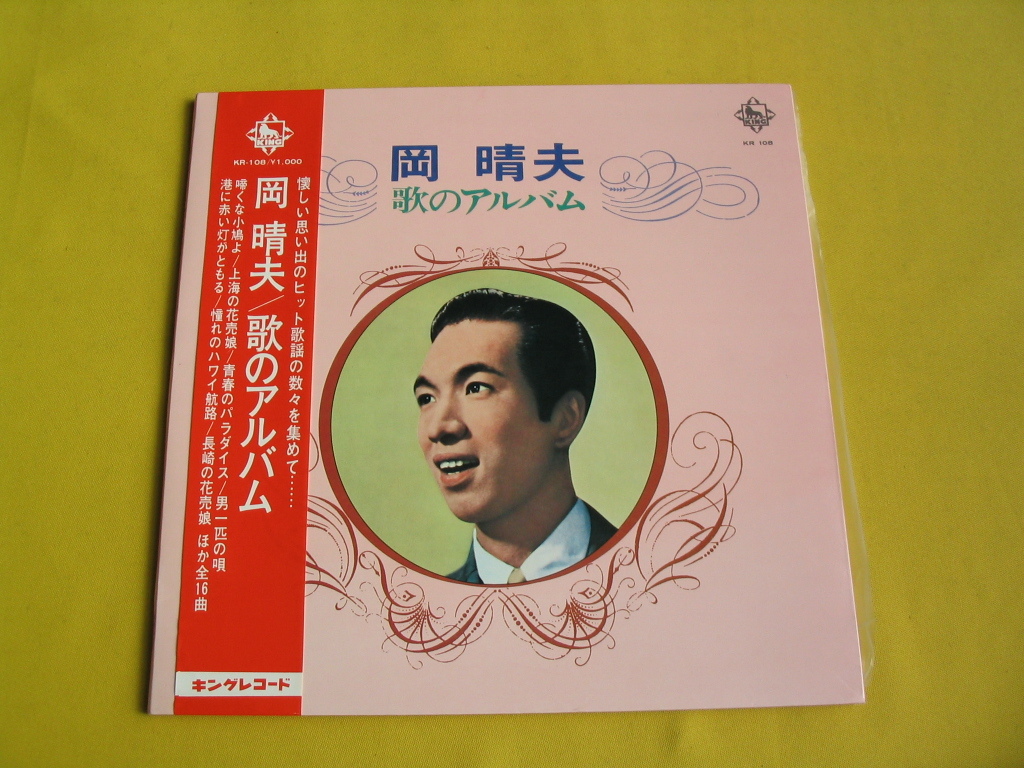 KING
KR-108/¥1,000
懐しい思い出のヒット歌謡の数々を集めて……
岡 晴夫/歌のアルバム
啼くな小鳩よ/上海の花売娘/青春のパラダイス/男一匹の唄
港に赤い灯がともる/憧れのハワイ航路/長崎の花売娘 ほか全16曲
キングレコード
岡 晴夫
歌のアルバム
KING
KR 108